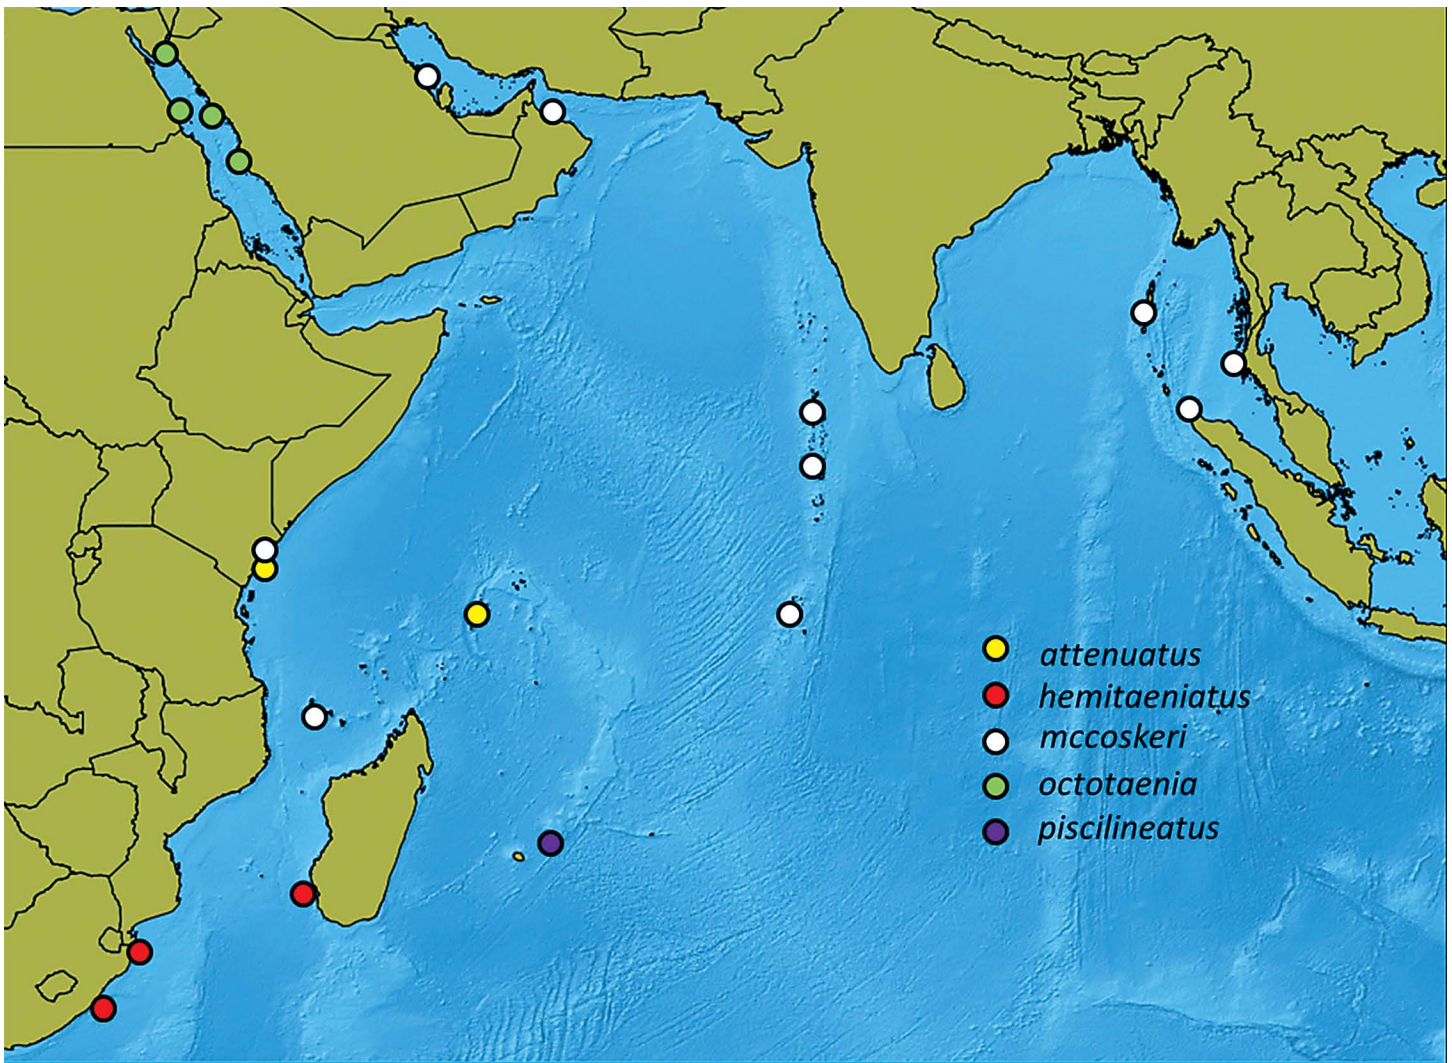 attenuatus
hemitaeniatus
mccoskeri
octotaenia
piscilineatus